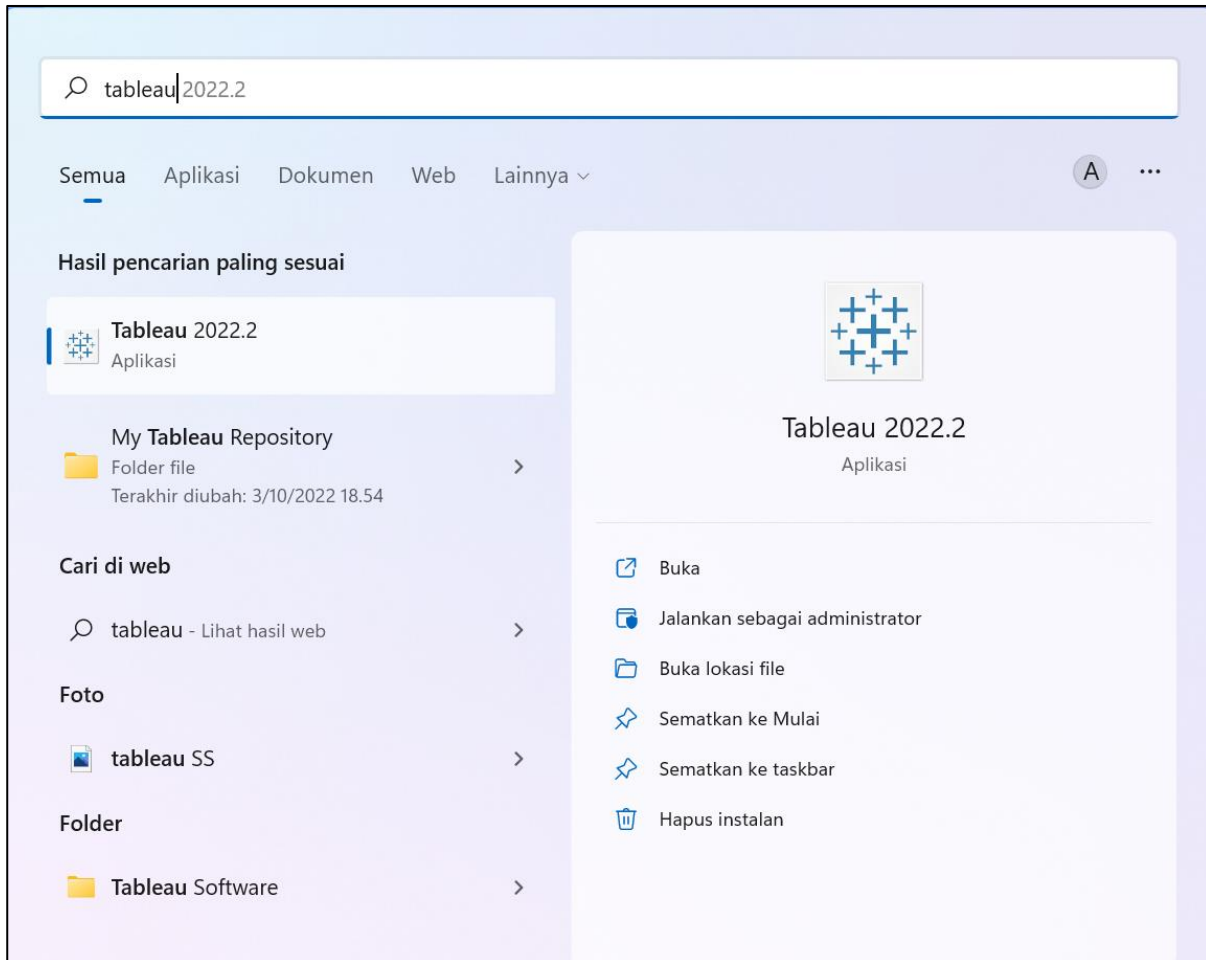 tableau 2022.2
Semua Aplikasi Dokumen Web Lainnya
A
Hasil pencarian paling sesuai
Tableau 2022.2
Aplikasi
My Tableau Repository
Folder file
Terakhir diubah: 3/10/2022 18.54
Cari di web
tableau - Lihat hasil web
Foto
tableau SS
Folder
Tableau Software
Tableau 2022.2
Aplikasi
Buka
Jalankan sebagai administrator
Buka lokasi file
Sematkan ke Mulai
Sematkan ke taskbar
Hapus instalan